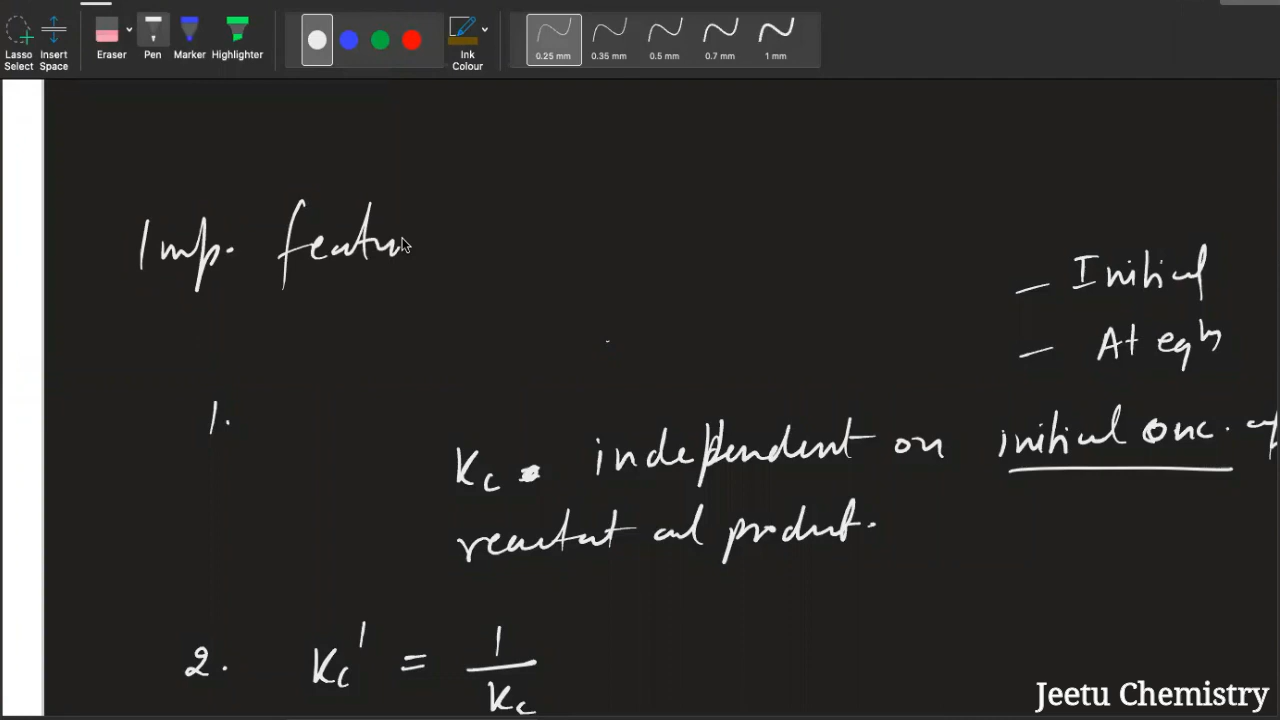 Lasso Select
Insert Space
Eraser
Pen
Marker
Highlighter
Ink Colour
0.25 mm
0.35 mm
0.5 mm
0.7 mm
1 mm
Imp. featu
— Initial
— At eqm
1.
Kc independent on initial conc. of
reactant and product.
2. Kc' = 1/Kc
Jeetu Chemistry